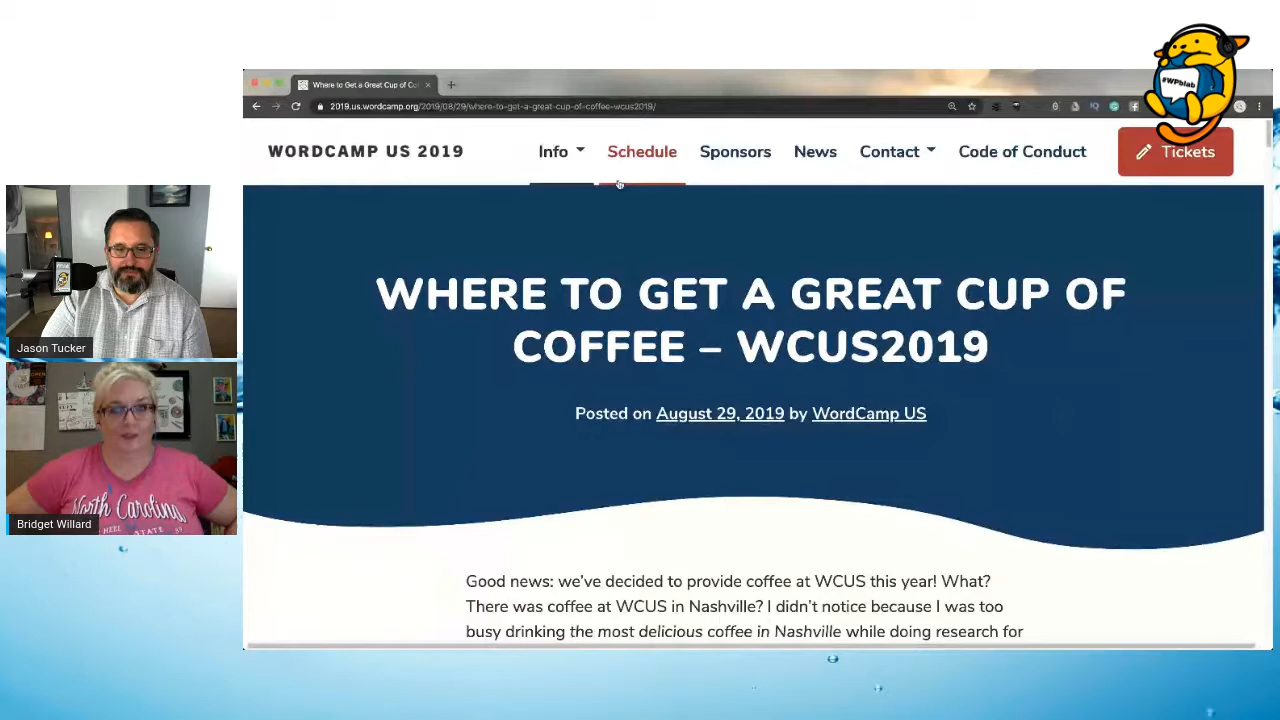 #WPblab
Where to Get a Great Cup of Co
2019.us.wordcamp.org/2019/08/29/where-to-get-a-great-cup-of-coffee-wcus2019/
WORDCAMP US 2019
Info
Schedule
Sponsors
News
Contact
Code of Conduct
Tickets
WHERE TO GET A GREAT CUP OF
COFFEE – WCUS2019
Posted on August 29, 2019 by WordCamp US
Good news: we've decided to provide coffee at WCUS this year! What?
There was coffee at WCUS in Nashville? I didn't notice because I was too
busy drinking the most delicious coffee in Nashville while doing research for
Jason Tucker
North Carolina
HEEL STATE
Bridget Willard